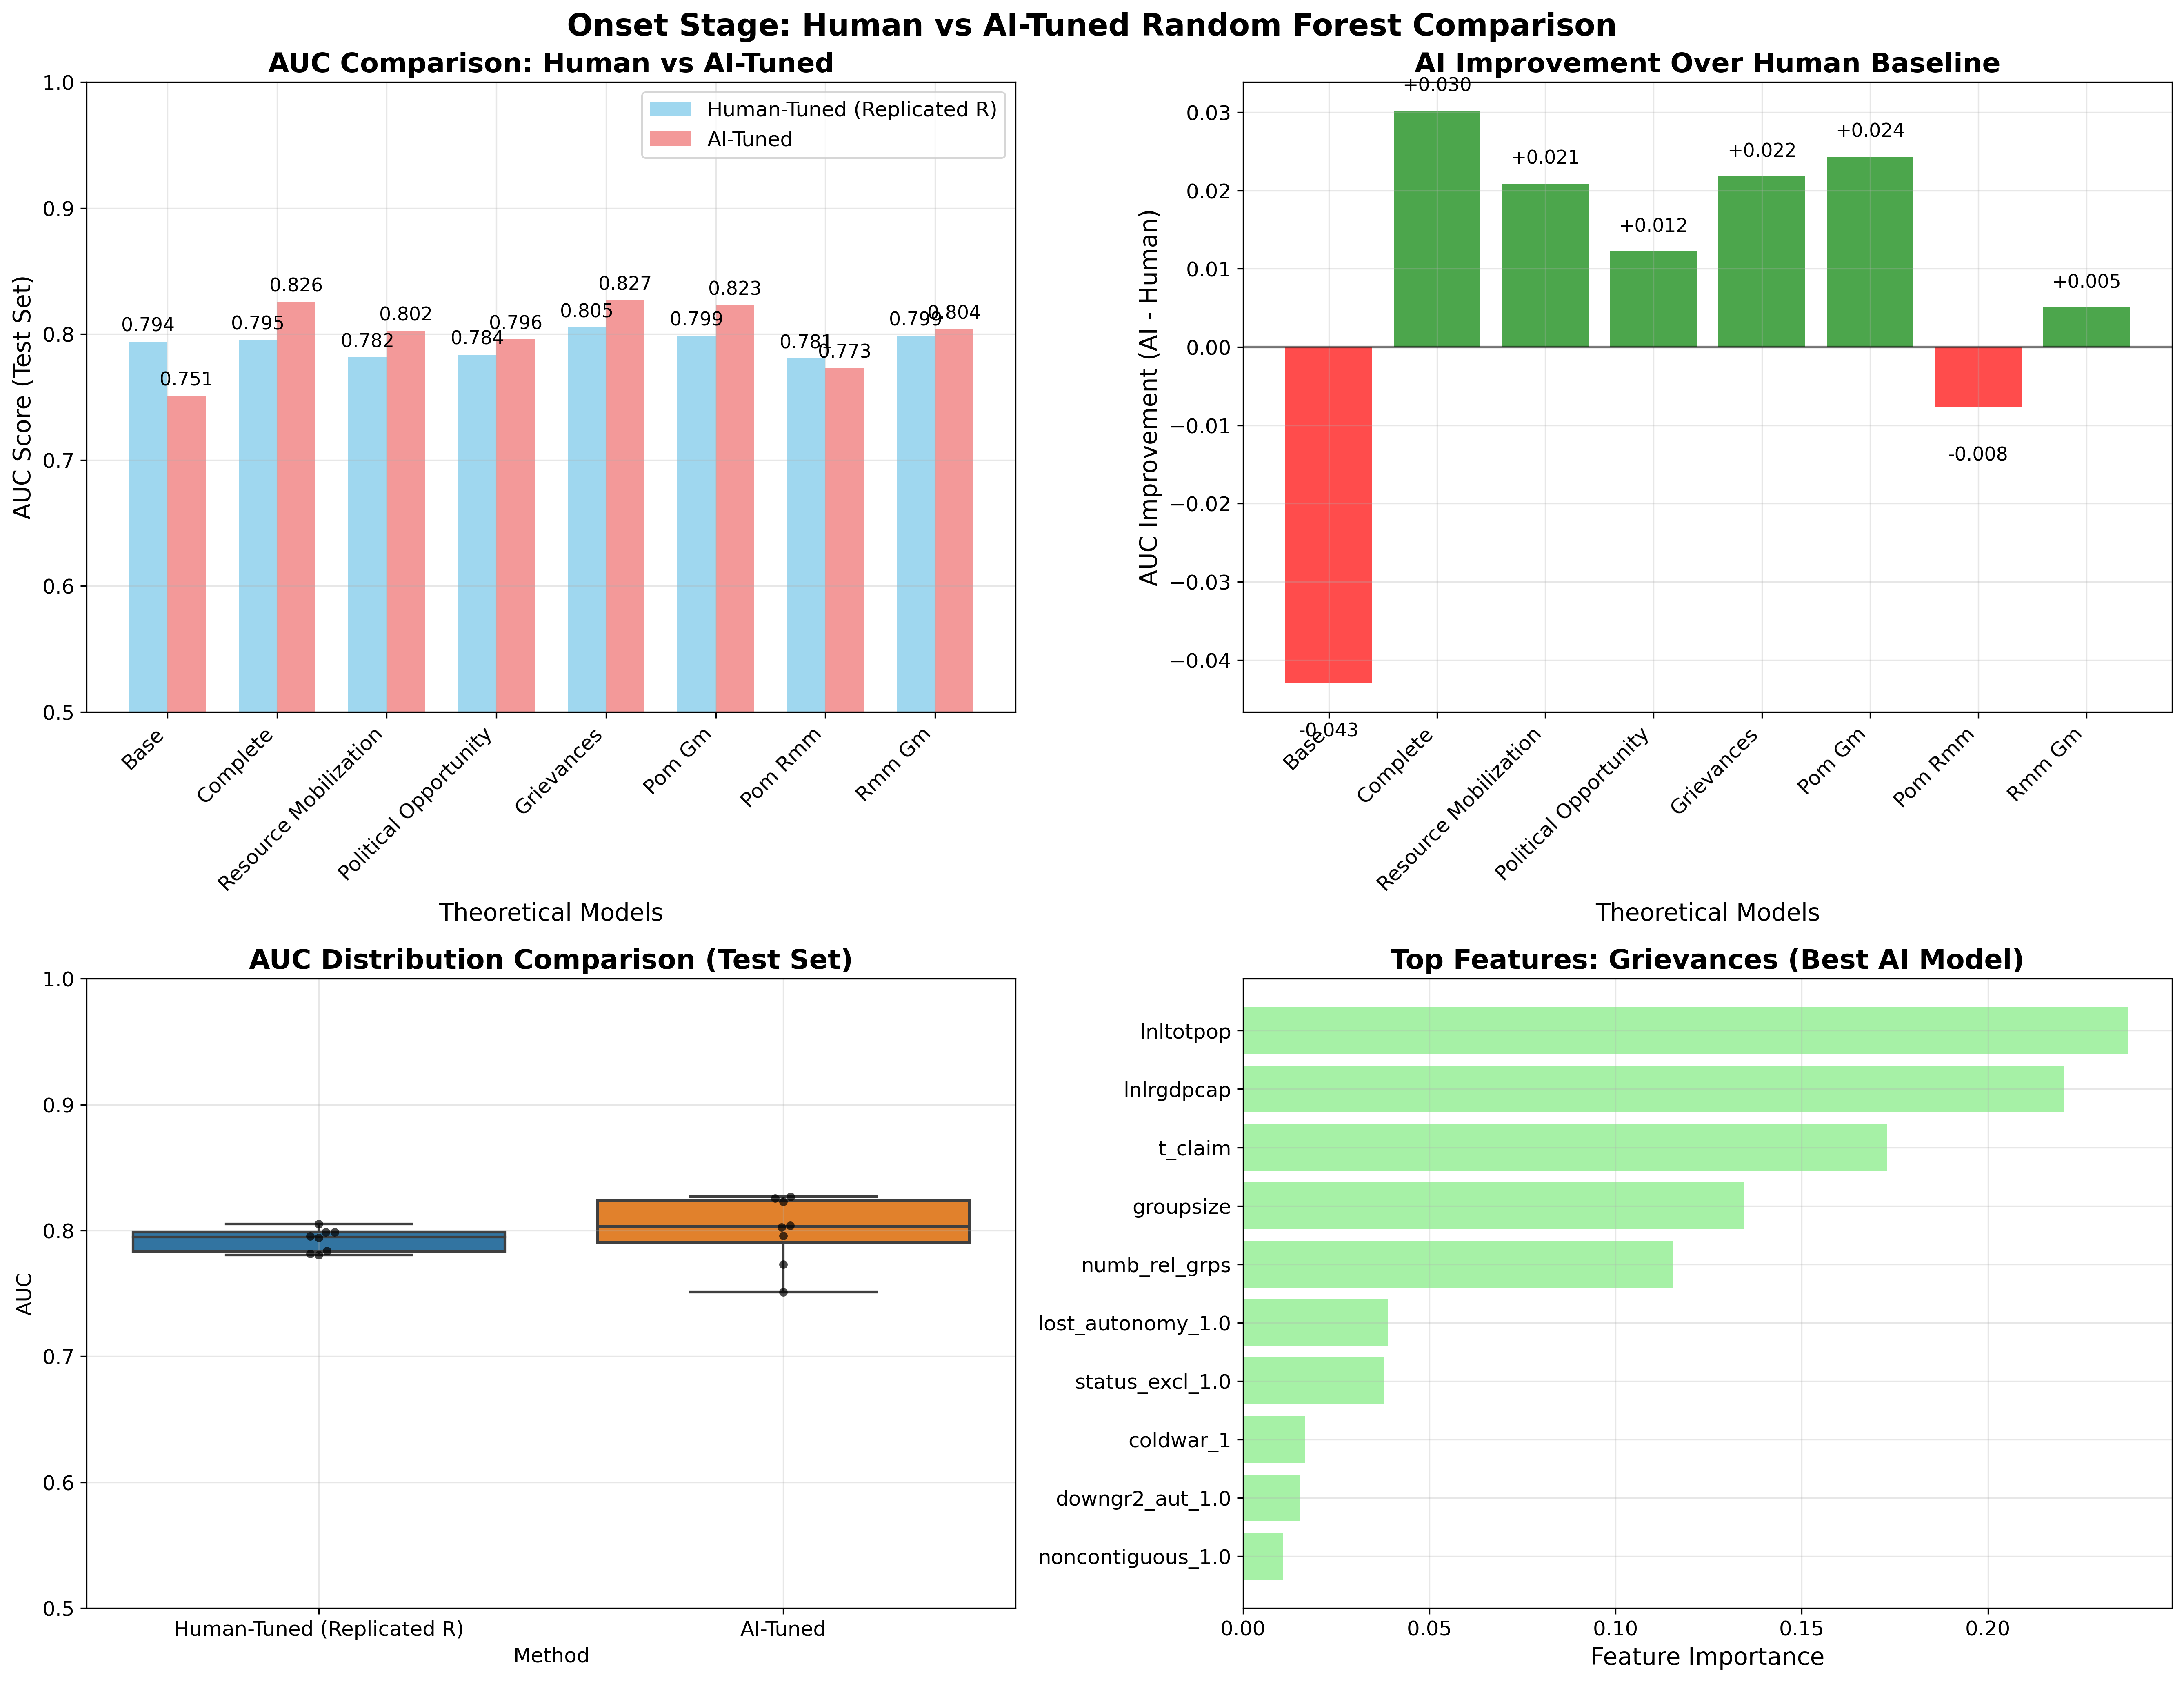 Onset Stage: Human vs AI-Tuned Random Forest Comparison
AUC Comparison: Human vs AI-Tuned
AUC Score (Test Set)
1.0
0.9
0.8
0.7
0.6
0.5
Human-Tuned (Replicated R)
AI-Tuned
0.794
0.751
0.795
0.826
0.782
0.802
0.784
0.796
0.805
0.827
0.799
0.823
0.781
0.773
0.799
0.804
Base
Complete
Resource Mobilization
Political Opportunity
Grievances
Pom Gm
Pom Rmm
Rmm Gm
Theoretical Models
AI Improvement Over Human Baseline
AUC Improvement (AI - Human)
0.03
0.02
0.01
0.00
−0.01
−0.02
−0.03
−0.04
-0.043
+0.030
+0.021
+0.012
+0.022
+0.024
-0.008
+0.005
Base
Complete
Resource Mobilization
Political Opportunity
Grievances
Pom Gm
Pom Rmm
Rmm Gm
Theoretical Models
AUC Distribution Comparison (Test Set)
AUC
1.0
0.9
0.8
0.7
0.6
0.5
Human-Tuned (Replicated R)
AI-Tuned
Method
Top Features: Grievances (Best AI Model)
lnltotpop
lnlrgdpcap
t_claim
groupsize
numb_rel_grps
lost_autonomy_1.0
status_excl_1.0
coldwar_1
downgr2_aut_1.0
noncontiguous_1.0
0.00
0.05
0.10
0.15
0.20
Feature Importance